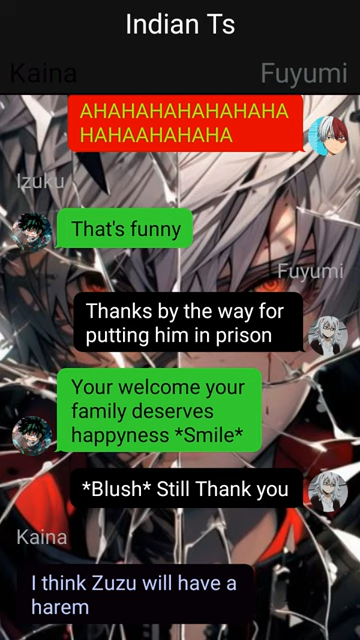 Indian Ts
Kaina
Fuyumi
AHAHAHAHAHAHAHA
HAHAAHAHAHA
Izuku
That's funny
Fuyumi
Thanks by the way for
putting him in prison
Your welcome your
family deserves
happyness *Smile*
*Blush* Still Thank you
Kaina
I think Zuzu will have a
harem